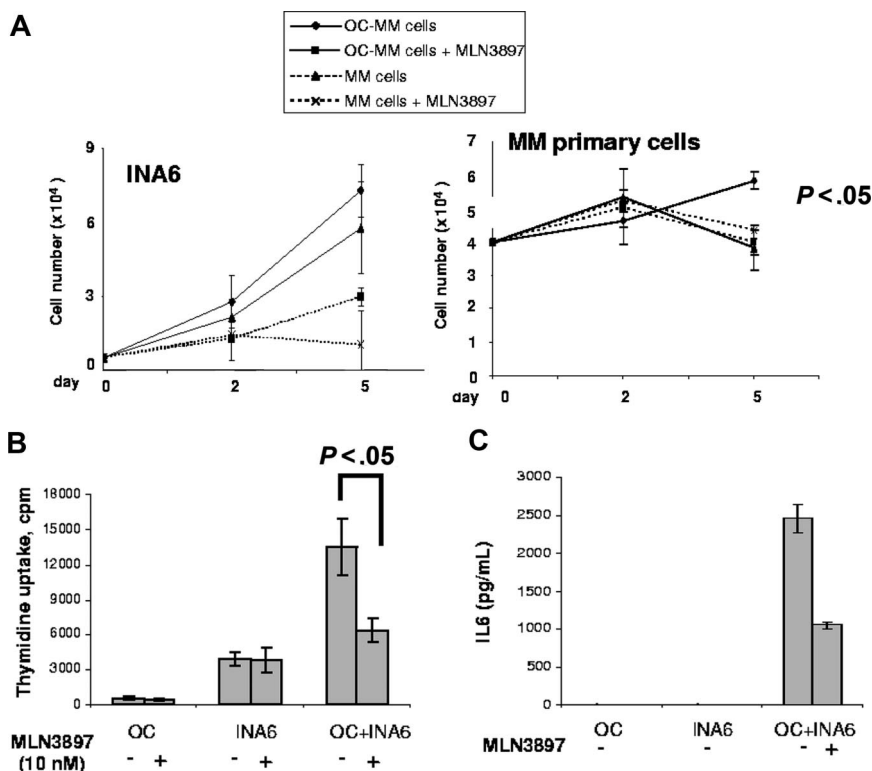 A
OC-MM cells
OC-MM cells + MLN3897
MM cells
MM cells + MLN3897
INA6
Cell number (x10⁴)
9
6
3
0
day
0
2
5
MM primary cells
P < .05
Cell number (x10⁴)
7
6
5
4
3
2
1
0
day
0
2
5
B
P < .05
Thymidine uptake, cpm
18000
15000
12000
9000
6000
3000
0
OC
INA6
OC+INA6
MLN3897
(10 nM)
- + - + - +
C
IL6 (pg/mL)
3000
2500
2000
1500
1000
500
0
OC
INA6
OC+INA6
MLN3897
- - - +